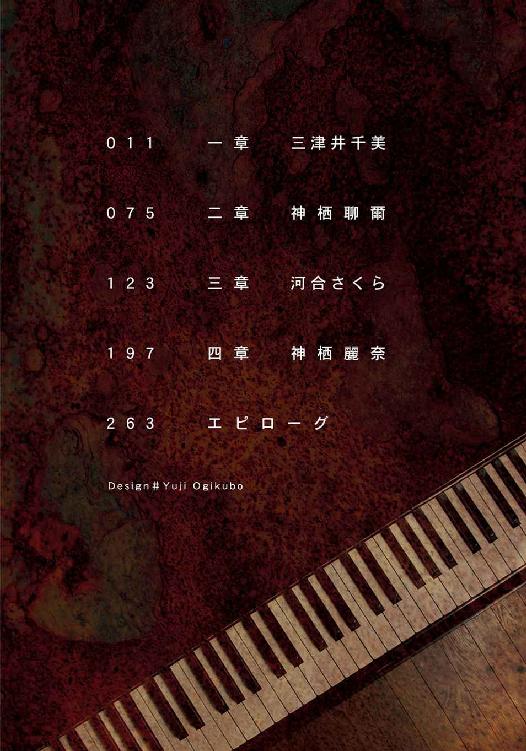 011 一章 三津井千美
075 二章 神栖聊爾
123 三章 河合さくら
197 四章 神栖麗奈
263 エピローグ
Design#Yuji Ogikubo